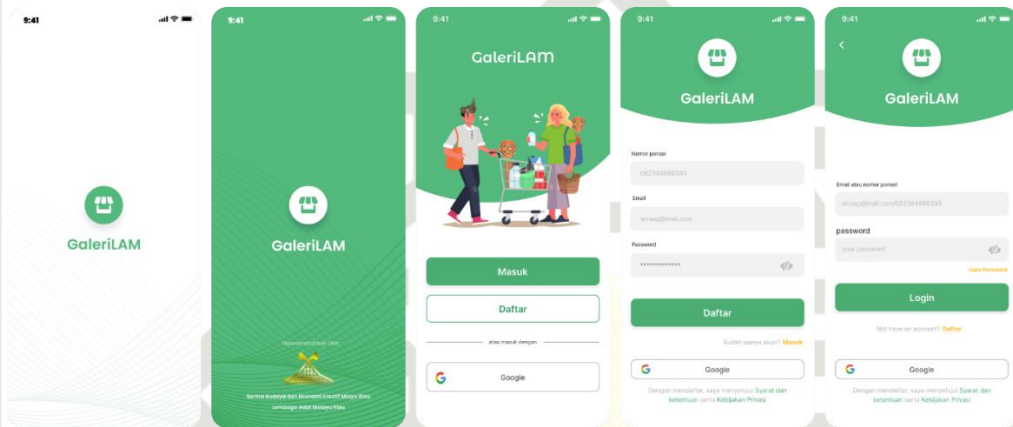 9:41
GaleriLAM
9:41
GaleriLAM
Sentra Budaya dan Ekonomi Kreatif Melayu Riau
Lembaga Adat Melayu Riau
9:41
GaleriLAM
Masuk
Daftar
atau masuk dengan
Google
9:41
GaleriLAM
Nomor ponsel
Email
Password
Daftar
Sudah punya akun? Masuk
Google
Dengan mendaftar, saya menyetujui Syarat dan
ketentuan serta Kebijakan Privasi
9:41
GaleriLAM
Email atau nomor ponsel
password
your password
Lupa Password
Login
Not have an account? Daftar
Google
Dengan mendaftar, saya menyetujui Syarat dan
ketentuan serta Kebijakan Privasi